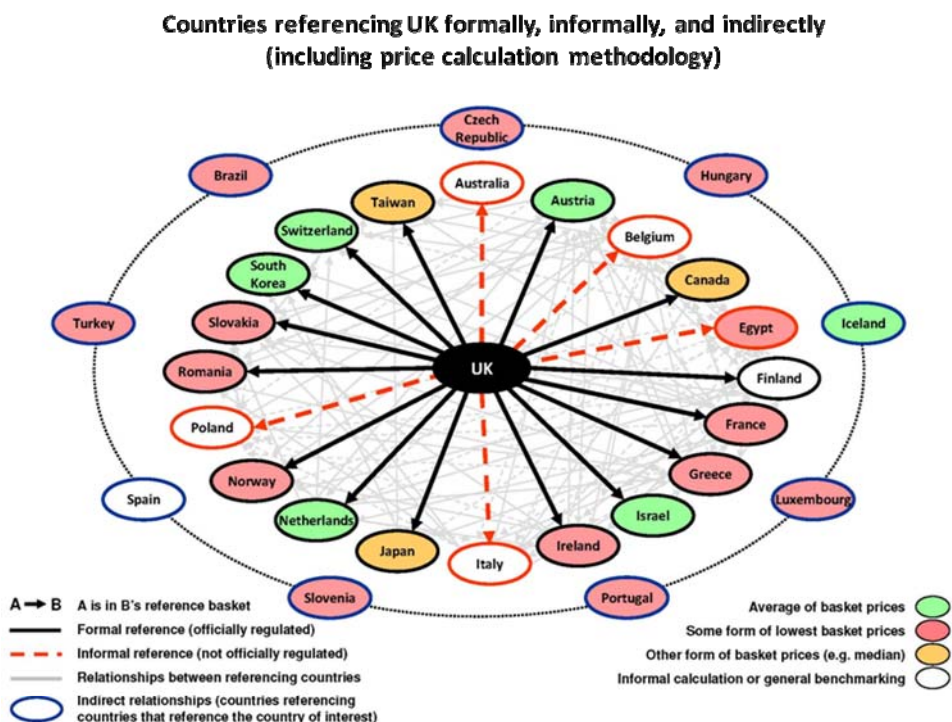 Countries referencing UK formally, informally, and indirectly
(including price calculation methodology)
Czech
Republic
Brazil
Hungary
Australia
Taiwan
Austria
Switzerland
Belgium
South
Korea
Canada
Turkey
Slovakia
Egypt
Iceland
UK
Romania
Finland
Poland
France
Norway
Greece
Spain
Luxembourg
Netherlands
Israel
Japan
Ireland
Italy
Slovenia
Portugal
A → B A is in B's reference basket
Formal reference (officially regulated)
Informal reference (not officially regulated)
Relationships between referencing countries
Indirect relationships (countries referencing
countries that reference the country of interest)
Average of basket prices
Some form of lowest basket prices
Other form of basket prices (e.g. median)
Informal calculation or general benchmarking